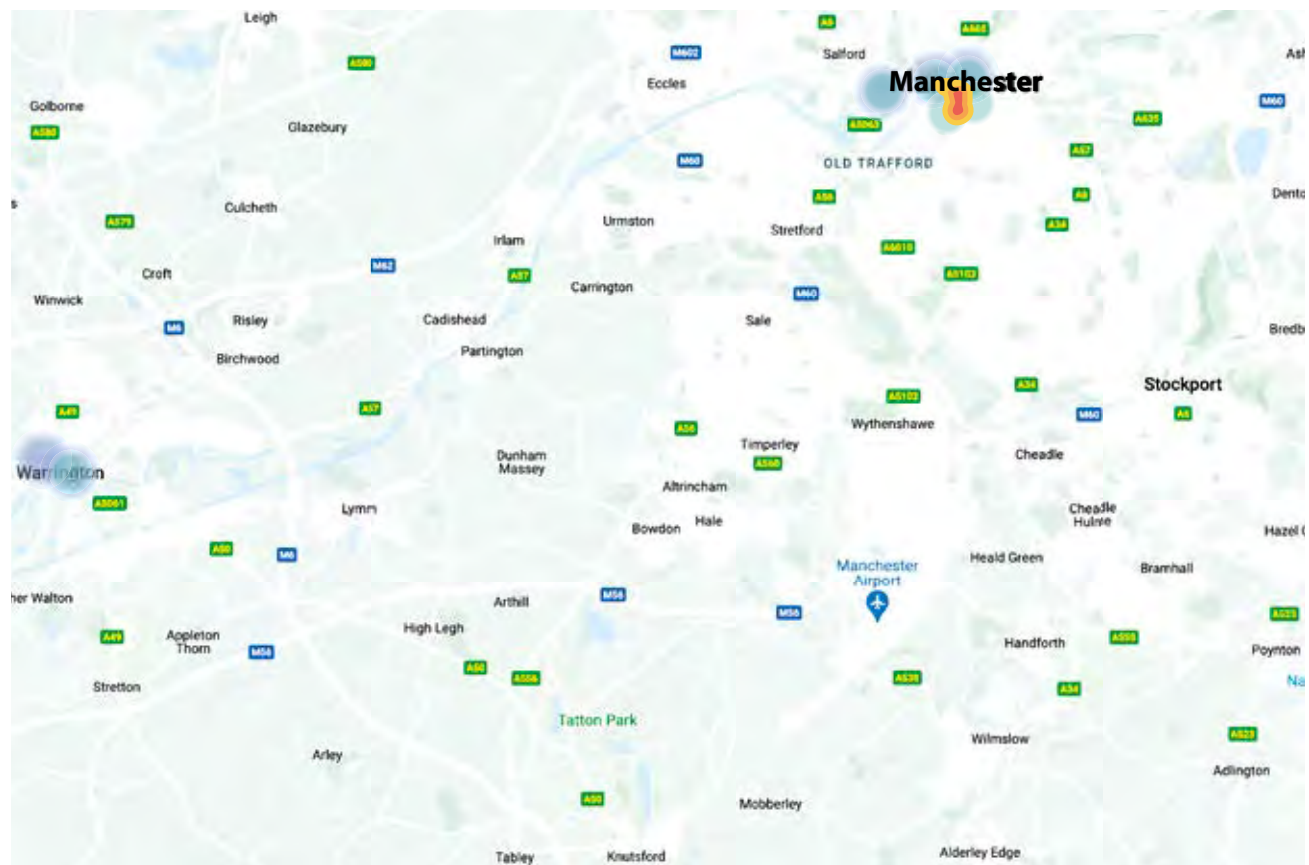 Leigh
A6
A665
Salford
M602
Ash
A580
Eccles
Manchester
Golborne
M60
A580
Glazebury
A5063
A635
M60
OLD TRAFFORD
A57
A56
A6
Dento
s
Culcheth
A579
Urmston
Stretford
A34
Irlam
A6010
M62
A57
A5103
Croft
Carrington
M60
Winwick
Risley
Cadishead
Sale
M6
Bredb
Birchwood
Partington
A34
Stockport
A5103
A49
A57
M60
A6
A56
Wythenshawe
Timperley
Dunham
Massey
A560
Cheadle
Warrington
Altrincham
A5061
Lymm
Cheadle
Hulme
Bowdon
Hale
Hazel G
A50
M6
Manchester
Airport
Heald Green
Bramhall
her Walton
Arthill
M56
M56
A523
High Legh
A49
Appleton
Thorn
M56
Handforth
A555
Poynton
A50
A556
A538
Stretton
A34
Na
Tatton Park
Wilmslow
A523
Arley
Adlington
A50
Mobberley
Tabley
Knutsford
Alderley Edge